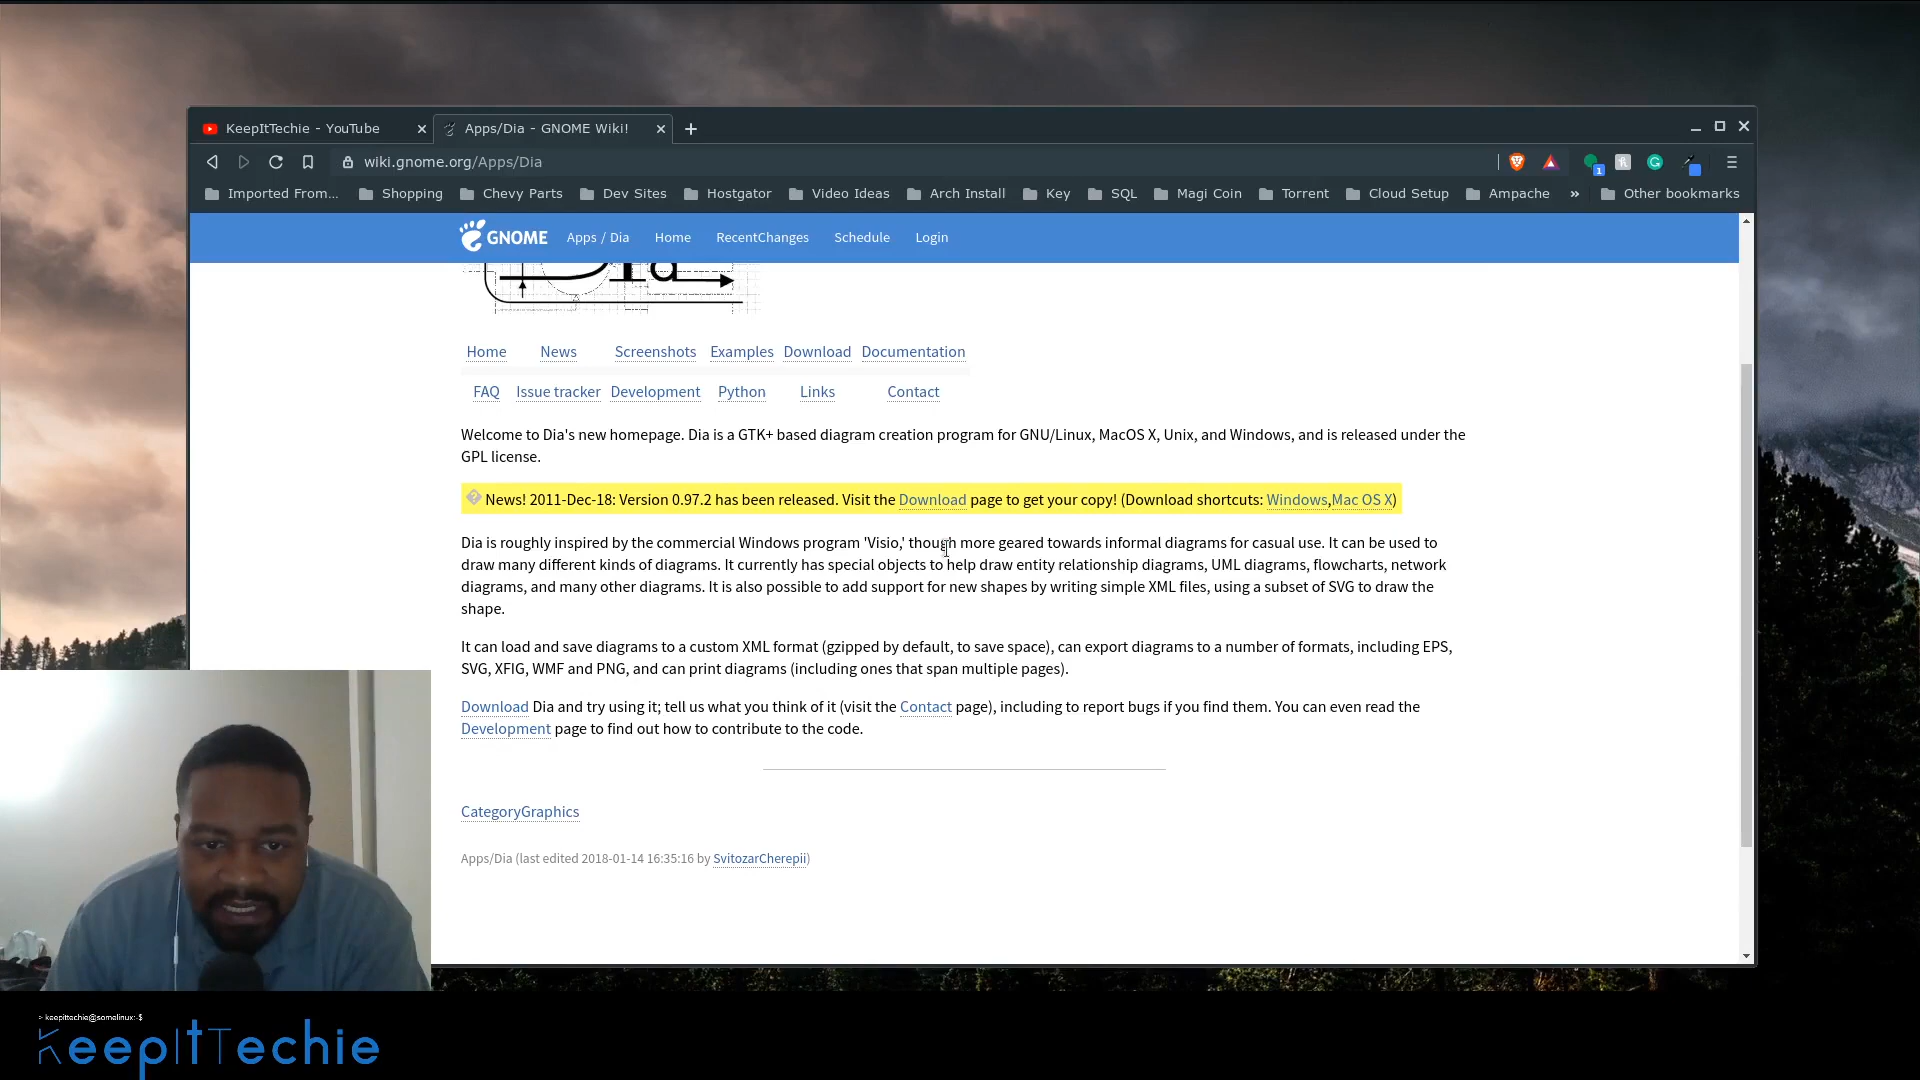 KeepItTechie - YouTube
Apps/Dia - GNOME Wiki!
wiki.gnome.org/Apps/Dia
Imported From... Shopping Chevy Parts Dev Sites Hostgator Video Ideas Arch Install Key SQL Magi Coin Torrent Cloud Setup Ampache » Other bookmarks
GNOME Apps / Dia Home RecentChanges Schedule Login
Dia
Home News Screenshots Examples Download Documentation
FAQ Issue tracker Development Python Links Contact
Welcome to Dia's new homepage. Dia is a GTK+ based diagram creation program for GNU/Linux, MacOS X, Unix, and Windows, and is released under the
GPL license.
News! 2011-Dec-18: Version 0.97.2 has been released. Visit the Download page to get your copy! (Download shortcuts: Windows,Mac OS X)
Dia is roughly inspired by the commercial Windows program 'Visio,' though more geared towards informal diagrams for casual use. It can be used to
draw many different kinds of diagrams. It currently has special objects to help draw entity relationship diagrams, UML diagrams, flowcharts, network
diagrams, and many other diagrams. It is also possible to add support for new shapes by writing simple XML files, using a subset of SVG to draw the
shape.
It can load and save diagrams to a custom XML format (gzipped by default, to save space), can export diagrams to a number of formats, including EPS,
SVG, XFIG, WMF and PNG, and can print diagrams (including ones that span multiple pages).
Download Dia and try using it; tell us what you think of it (visit the Contact page), including to report bugs if you find them. You can even read the
Development page to find out how to contribute to the code.
CategoryGraphics
Apps/Dia (last edited 2018-01-14 16:35:16 by SvitozarCherepii)
> keepittechie@somelinux:-$
KeepItTechie